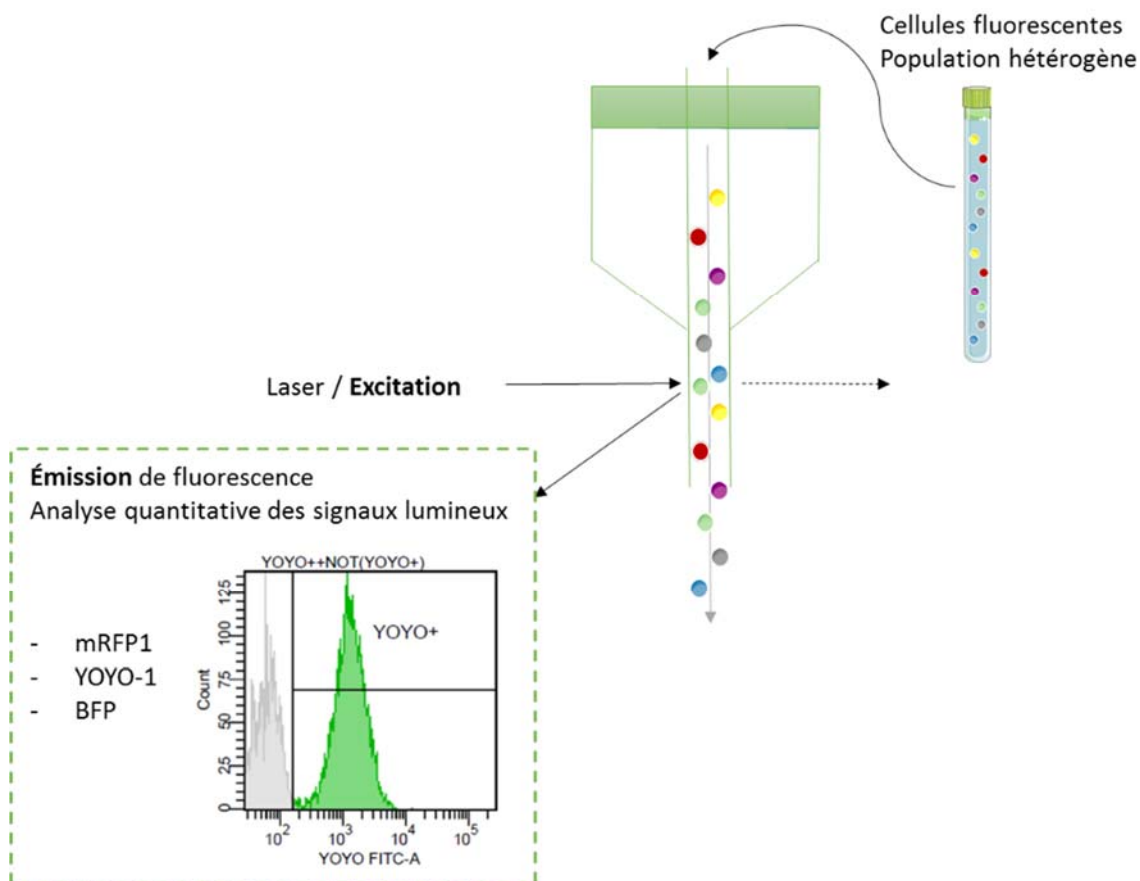 Cellules fluorescentes
Population hétérogène
Laser / Excitation
Émission de fluorescence
Analyse quantitative des signaux lumineux
- mRFP1
- YOYO-1
- BFP
YOYO++NOT(YOYO+)
YOYO+
Count
125
100
75
50
25
0
10² 10³ 10⁴ 10⁵
YOYO FITC-A